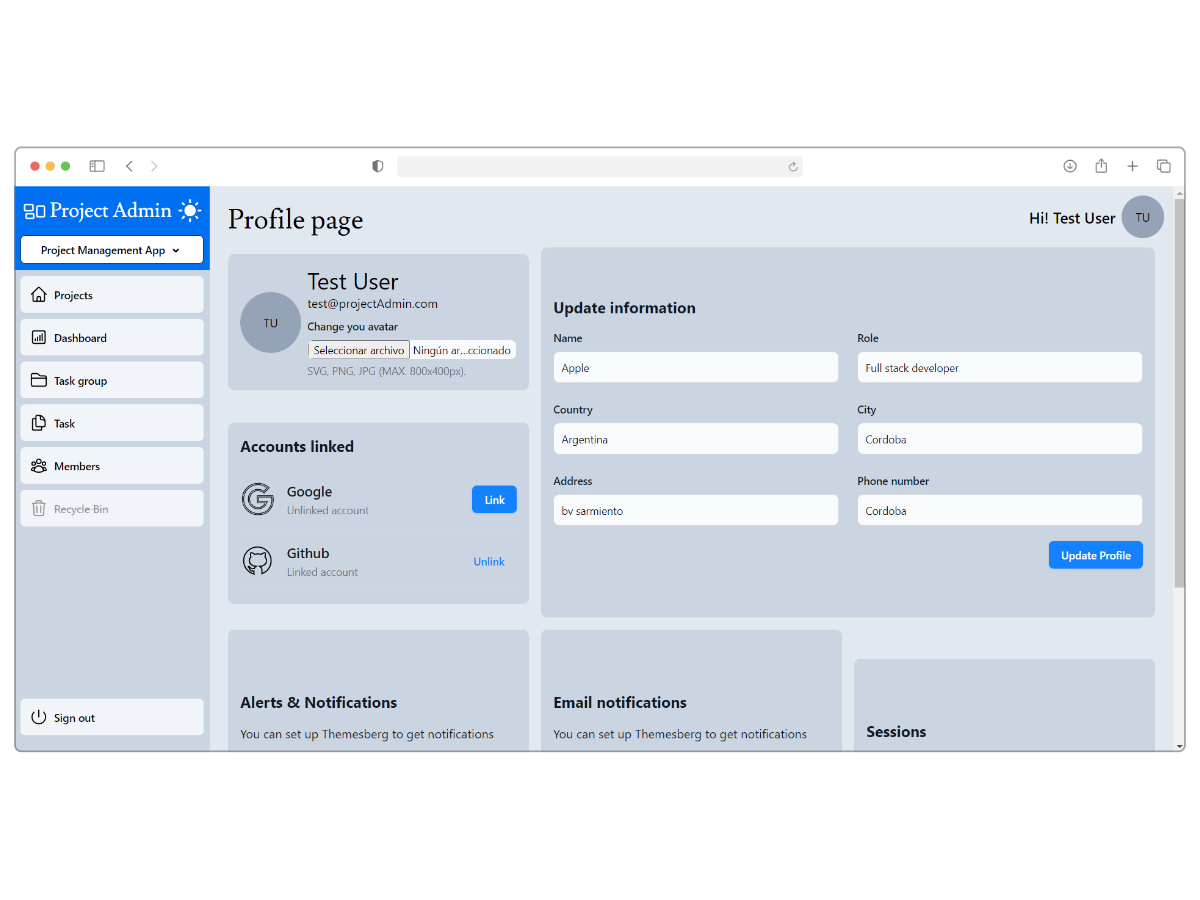 Project Admin
Project Management App
Projects
Dashboard
Task group
Task
Members
Recycle Bin
Sign out
Profile page
Hi! Test User
TU
TU
Test User
test@projectAdmin.com
Change you avatar
Seleccionar archivo Ningún ar...ccionado
SVG, PNG, JPG (MAX. 800x400px).
Accounts linked
Google
Unlinked account
Link
Github
Linked account
Unlink
Update information
Name
Role
Apple
Full stack developer
Country
City
Argentina
Cordoba
Address
Phone number
bv sarmiento
Cordoba
Update Profile
Alerts & Notifications
You can set up Themesberg to get notifications
Email notifications
You can set up Themesberg to get notifications
Sessions